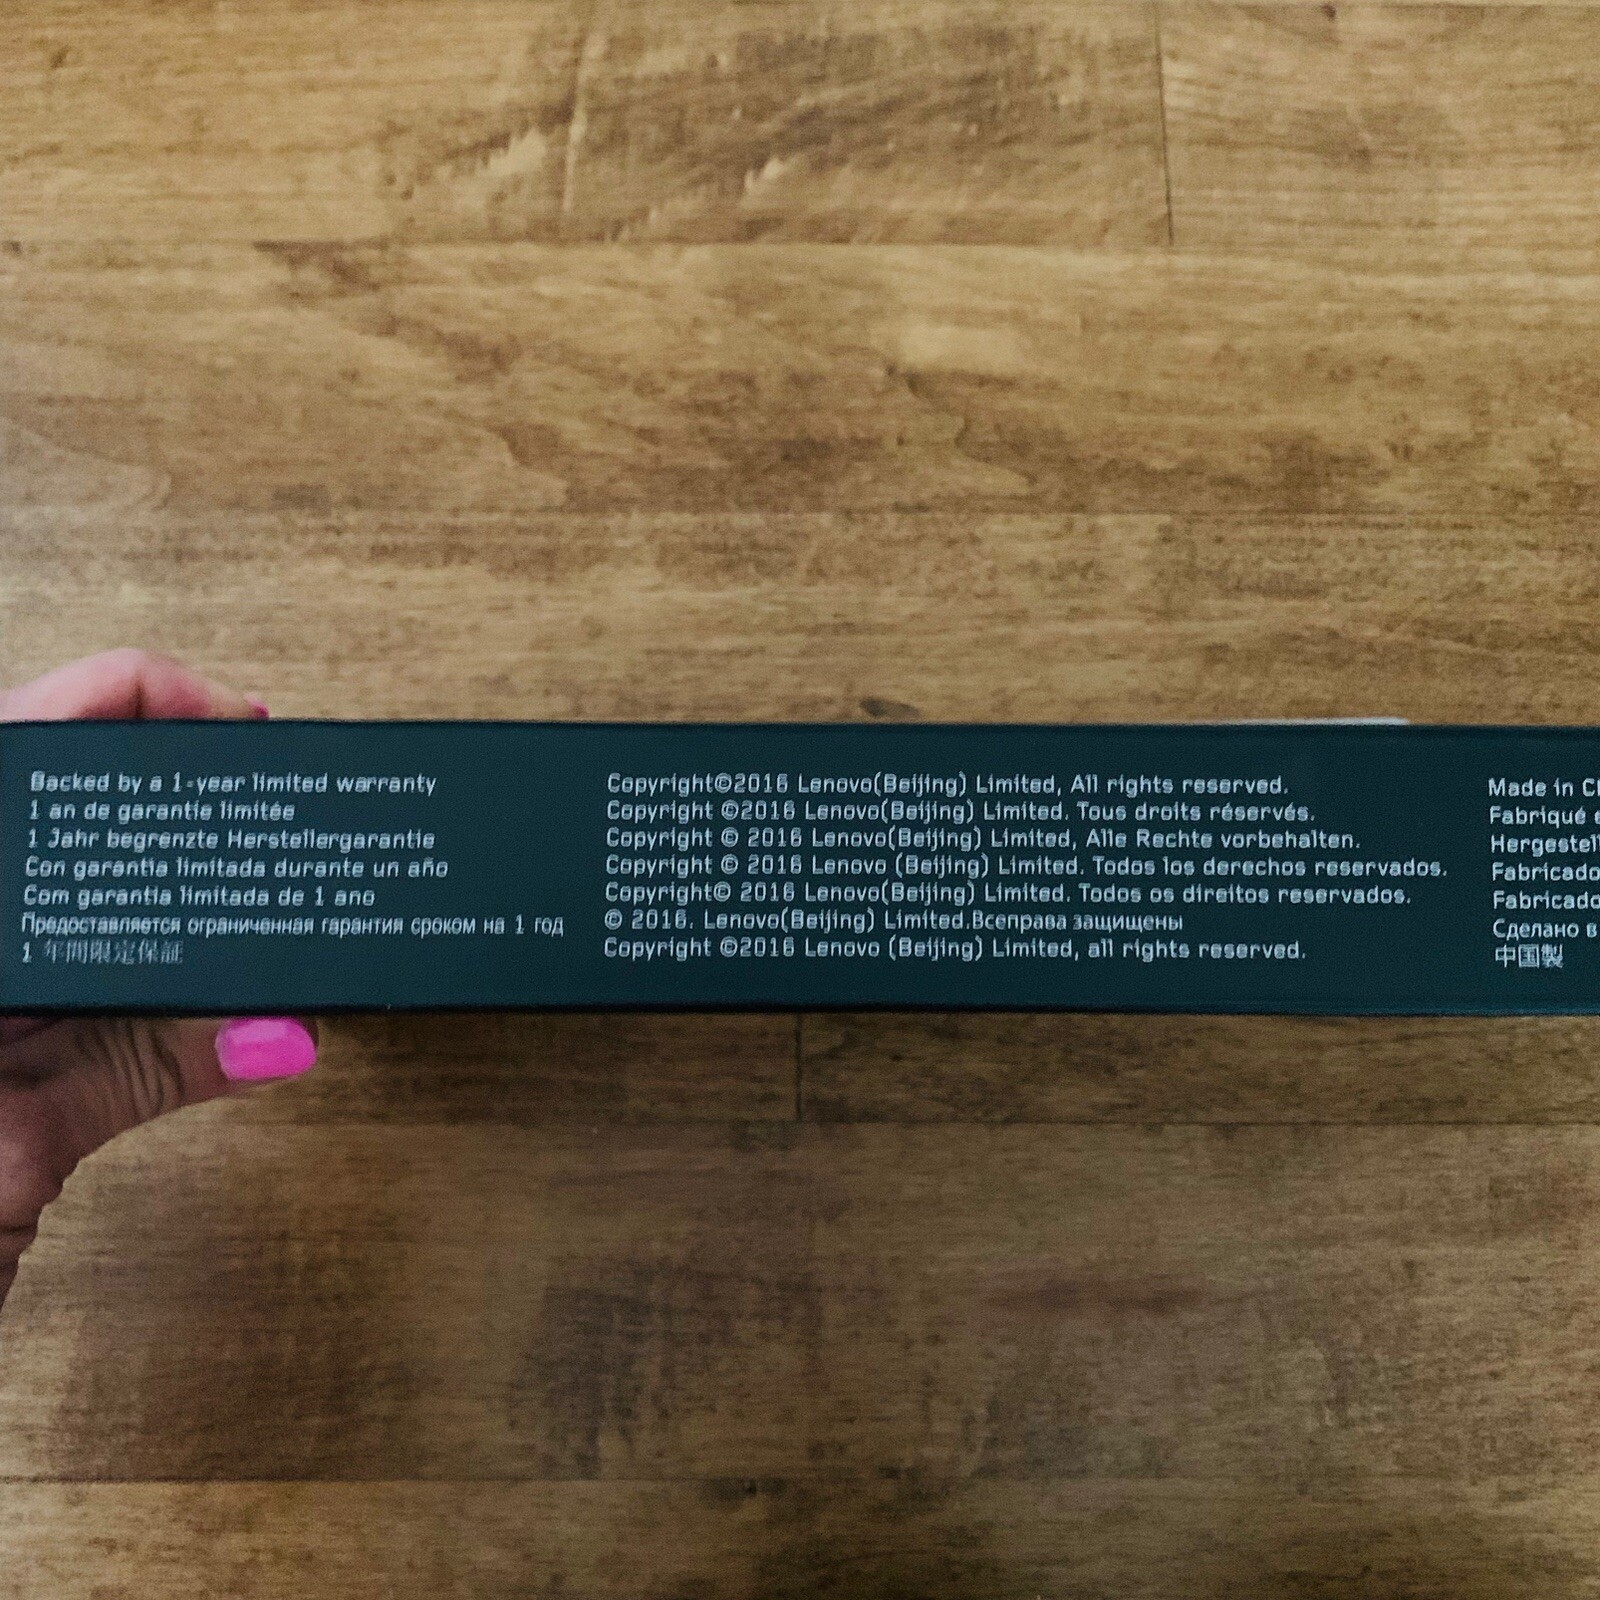 Backed by a 1-year limited warranty
1 an de garantie limitée
1 Jahr begrenzte Herstellergarantie
Con garantía limitada durante un año
Com garantia limitada de 1 ano
Предоставляется ограниченная гарантия сроком на 1 год
1 年間限定保証
Copyright©2016 Lenovo(Beijing) Limited, All rights reserved.
Copyright ©2016 Lenovo(Beijing) Limited. Tous droits réservés.
Copyright © 2016 Lenovo(Beijing) Limited, Alle Rechte vorbehalten.
Copyright © 2016 Lenovo (Beijing) Limited. Todos los derechos reservados.
Copyright© 2016 Lenovo(Beijing) Limited. Todos os direitos reservados.
© 2016. Lenovo(Beijing) Limited.Всеправа защищены
Copyright ©2016 Lenovo (Beijing) Limited, all rights reserved.
Made in
Fabriqué
Fabricado
Fabricado
Сделано в
中国製